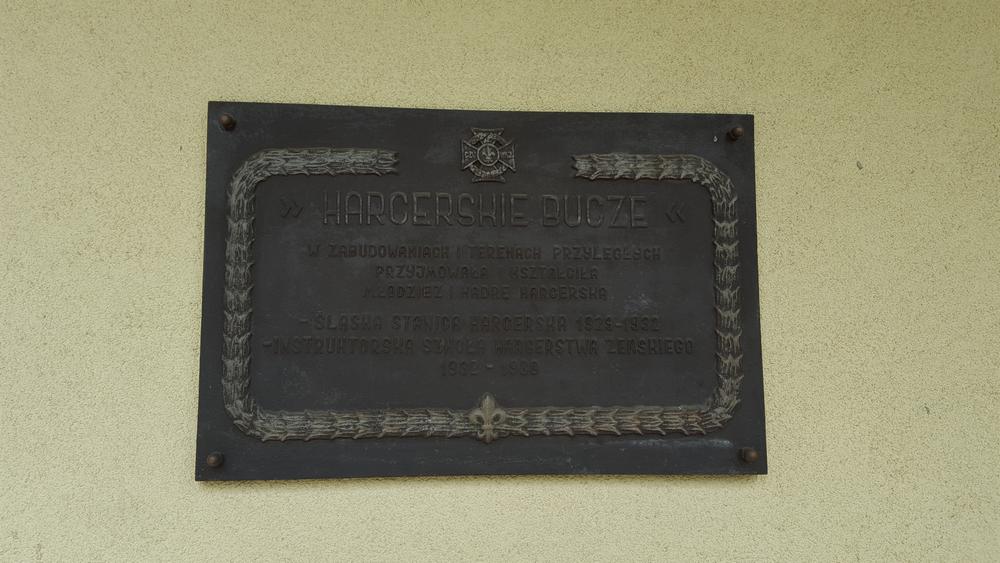 » HARCERSKIE BUCZE «
W ZABUDOWANIACH I TERENACH PRZYLEGŁYCH
PRZYJMOWAŁA I KSZTAŁCIŁA
MŁODZIEŻ I KADRĘ HARCERSKĄ
- ŚLĄSKA STANICA HARCERSKA 1929-1932
- INSTRUKTORSKA SZKOŁA HARCERSTWA ŻEŃSKIEGO
1932 - 1939